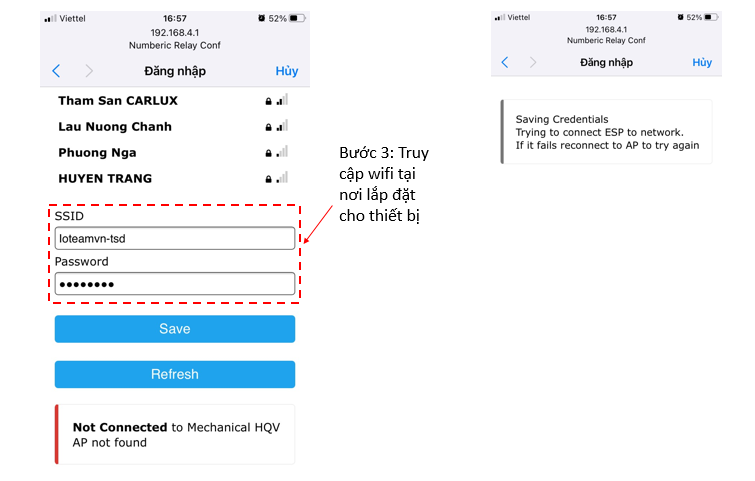 Viettel 16:57 52%
192.168.4.1
Numberic Relay Conf
Đăng nhập Hủy
Tham San CARLUX
Lau Nuong Chanh
Phuong Nga
HUYEN TRANG
SSID
loteamvn-tsd
Password
Save
Refresh
Not Connected to Mechanical HQV
AP not found
Bước 3: Truy
cập wifi tại
nơi lắp đặt
cho thiết bị
Viettel 16:57 52%
192.168.4.1
Numberic Relay Conf
Đăng nhập Hủy
Saving Credentials
Trying to connect ESP to network.
If it fails reconnect to AP to try again